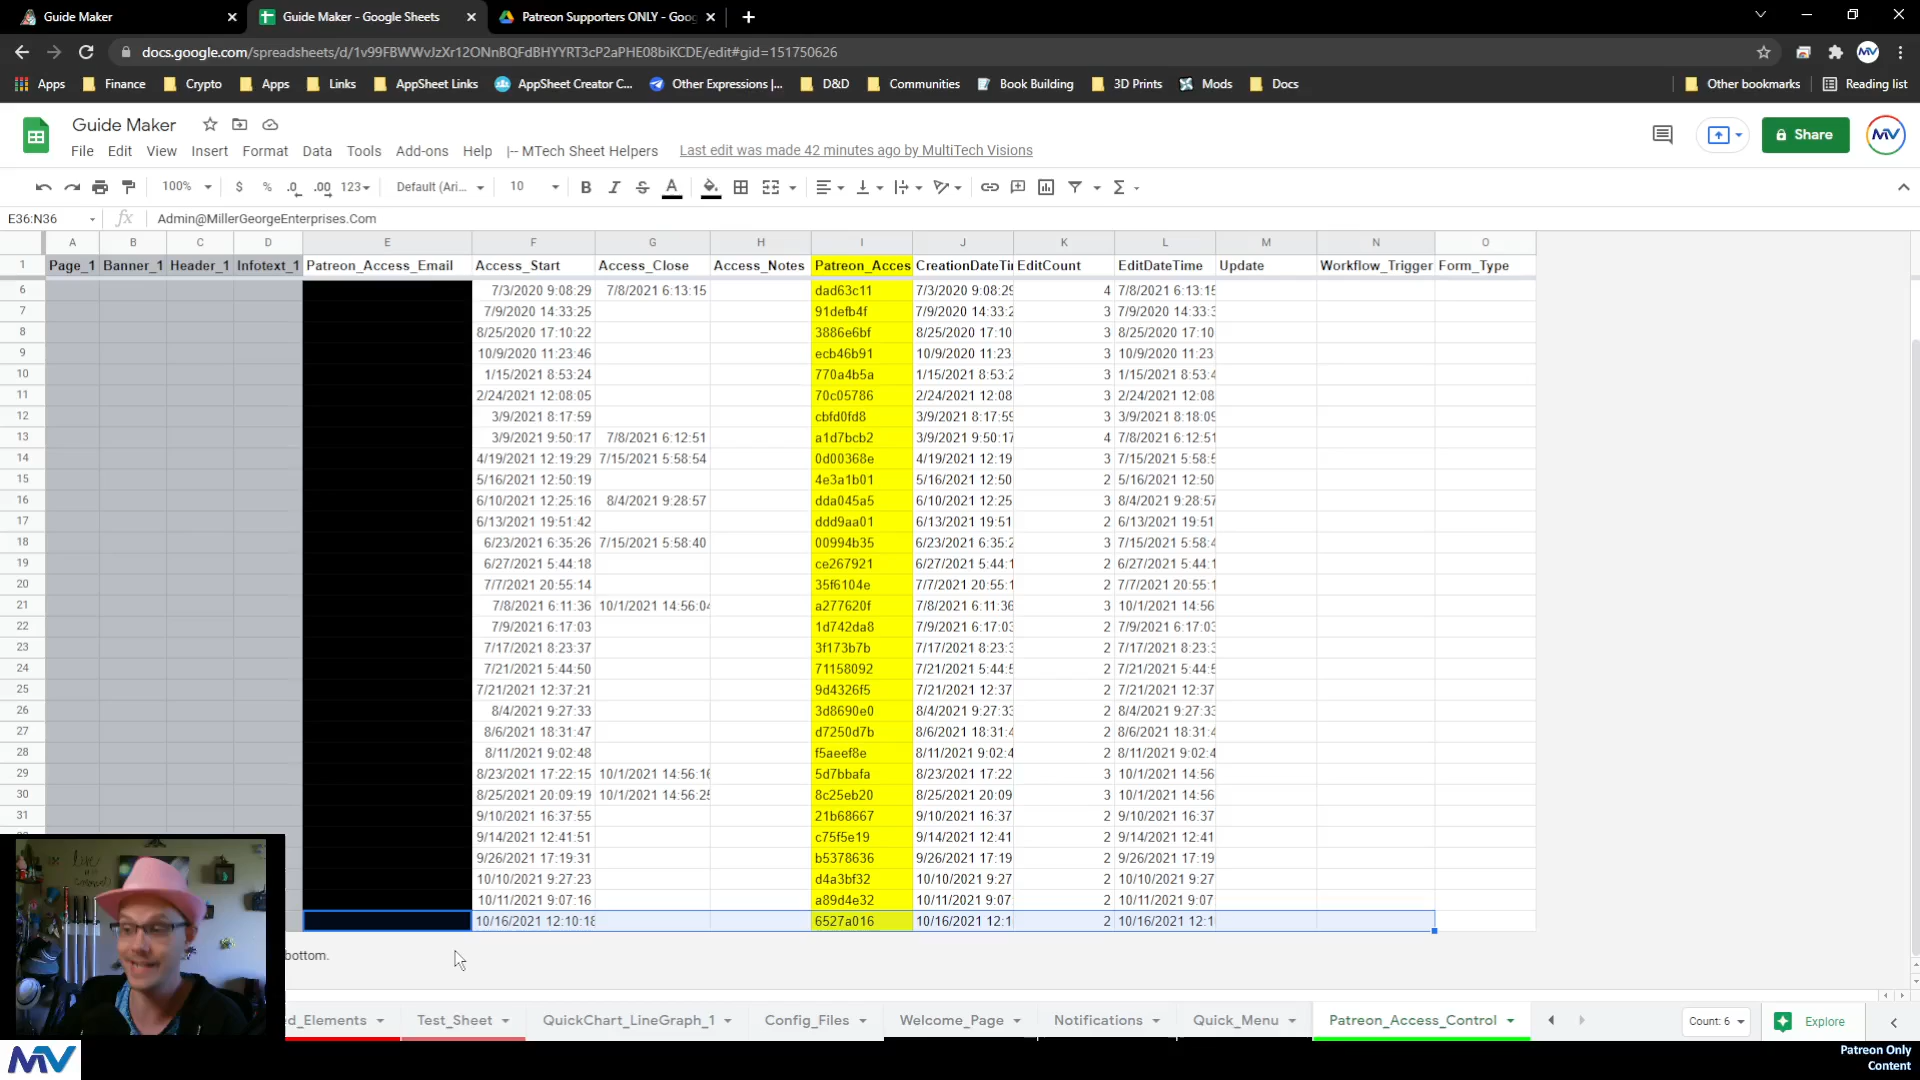 Guide Maker
Guide Maker - Google Sheets
Patreon Supporters ONLY - Goo
docs.google.com/spreadsheets/d/1v99FBWWvJzXr12ONnBQFdBHYYRT3cP2aPHE08biKCDE/edit#gid=151750626
Apps Finance Crypto Apps Links AppSheet Links AppSheet Creator C... Other Expressions |... D&D Communities Book Building 3D Prints Mods Docs Other bookmarks Reading list
Guide Maker
Share
File Edit View Insert Format Data Tools Add-ons Help |-- MTech Sheet Helpers Last edit was made 42 minutes ago by MultiTech Visions
100% $ % .0 .00 123 Default (Ari... 10 B I S A
E36:N36 fx Admin@MillerGeorgeEnterprises.Com
A B C D E F G H I J K L M N O
1 Page_1 Banner_1 Header_1 Infotext_1 Patreon_Access_Email Access_Start Access_Close Access_Notes Patreon_Acces CreationDateTi EditCount EditDateTime Update Workflow_Trigger Form_Type
6 7/3/2020 9:08:29 7/8/2021 6:13:15 dad63c11 7/3/2020 9:08:29 4 7/8/2021 6:13:15
7 7/9/2020 14:33:25 91defb4f 7/9/2020 14:33:2 3 7/9/2020 14:33:3
8 8/25/2020 17:10:22 3886e6bf 8/25/2020 17:10 3 8/25/2020 17:10
9 10/9/2020 11:23:46 ecb46b91 10/9/2020 11:23 3 10/9/2020 11:23
10 1/15/2021 8:53:24 770a4b5a 1/15/2021 8:53:2 3 1/15/2021 8:53:4
11 2/24/2021 12:08:05 70c05786 2/24/2021 12:08 3 2/24/2021 12:08
12 3/9/2021 8:17:59 cbfd0fd8 3/9/2021 8:17:59 3 3/9/2021 8:18:09
13 3/9/2021 9:50:17 7/8/2021 6:12:51 a1d7bcb2 3/9/2021 9:50:17 4 7/8/2021 6:12:51
14 4/19/2021 12:19:29 7/15/2021 5:58:54 0d00368e 4/19/2021 12:19 3 7/15/2021 5:58:5
15 5/16/2021 12:50:19 4e3a1b01 5/16/2021 12:50 2 5/16/2021 12:50
16 6/10/2021 12:25:16 8/4/2021 9:28:57 dda045a5 6/10/2021 12:25 3 8/4/2021 9:28:57
17 6/13/2021 19:51:42 ddd9aa01 6/13/2021 19:51 2 6/13/2021 19:51
18 6/23/2021 6:35:26 7/15/2021 5:58:40 00994b35 6/23/2021 6:35:2 3 7/15/2021 5:58:4
19 6/27/2021 5:44:18 ce267921 6/27/2021 5:44:1 2 6/27/2021 5:44:1
20 7/7/2021 20:55:14 35f6104e 7/7/2021 20:55:1 2 7/7/2021 20:55:1
21 7/8/2021 6:11:36 10/1/2021 14:56:04 a277620f 7/8/2021 6:11:36 3 10/1/2021 14:56
22 7/9/2021 6:17:03 1d742da8 7/9/2021 6:17:03 2 7/9/2021 6:17:03
23 7/17/2021 8:23:37 3f173b7b 7/17/2021 8:23:3 2 7/17/2021 8:23:3
24 7/21/2021 5:44:50 71158092 7/21/2021 5:44:5 2 7/21/2021 5:44:5
25 7/21/2021 12:37:21 9d4326f5 7/21/2021 12:37 2 7/21/2021 12:37
26 8/4/2021 9:27:33 3d8690e0 8/4/2021 9:27:33 2 8/4/2021 9:27:33
27 8/6/2021 18:31:47 d7250d7b 8/6/2021 18:31:4 2 8/6/2021 18:31:4
28 8/11/2021 9:02:48 f5aeef8e 8/11/2021 9:02:4 2 8/11/2021 9:02:4
29 8/23/2021 17:22:15 10/1/2021 14:56:16 5d7bbafa 8/23/2021 17:22 3 10/1/2021 14:56
30 8/25/2021 20:09:19 10/1/2021 14:56:25 8c25eb20 8/25/2021 20:09 3 10/1/2021 14:56
31 9/10/2021 16:37:55 21b68667 9/10/2021 16:37 2 9/10/2021 16:37
9/14/2021 12:41:51 c75f5e19 9/14/2021 12:41 2 9/14/2021 12:41
9/26/2021 17:19:31 b5378636 9/26/2021 17:19 2 9/26/2021 17:19
10/10/2021 9:27:23 d4a3bf32 10/10/2021 9:27 2 10/10/2021 9:27
10/11/2021 9:07:16 a89d4e32 10/11/2021 9:07 2 10/11/2021 9:07
10/16/2021 12:10:18 6527a016 10/16/2021 12:1 2 10/16/2021 12:1
bottom.
d_Elements Test_Sheet QuickChart_LineGraph_1 Config_Files Welcome_Page Notifications Quick_Menu Patreon_Access_Control Count: 6 Explore
MV
Patreon Only
Content